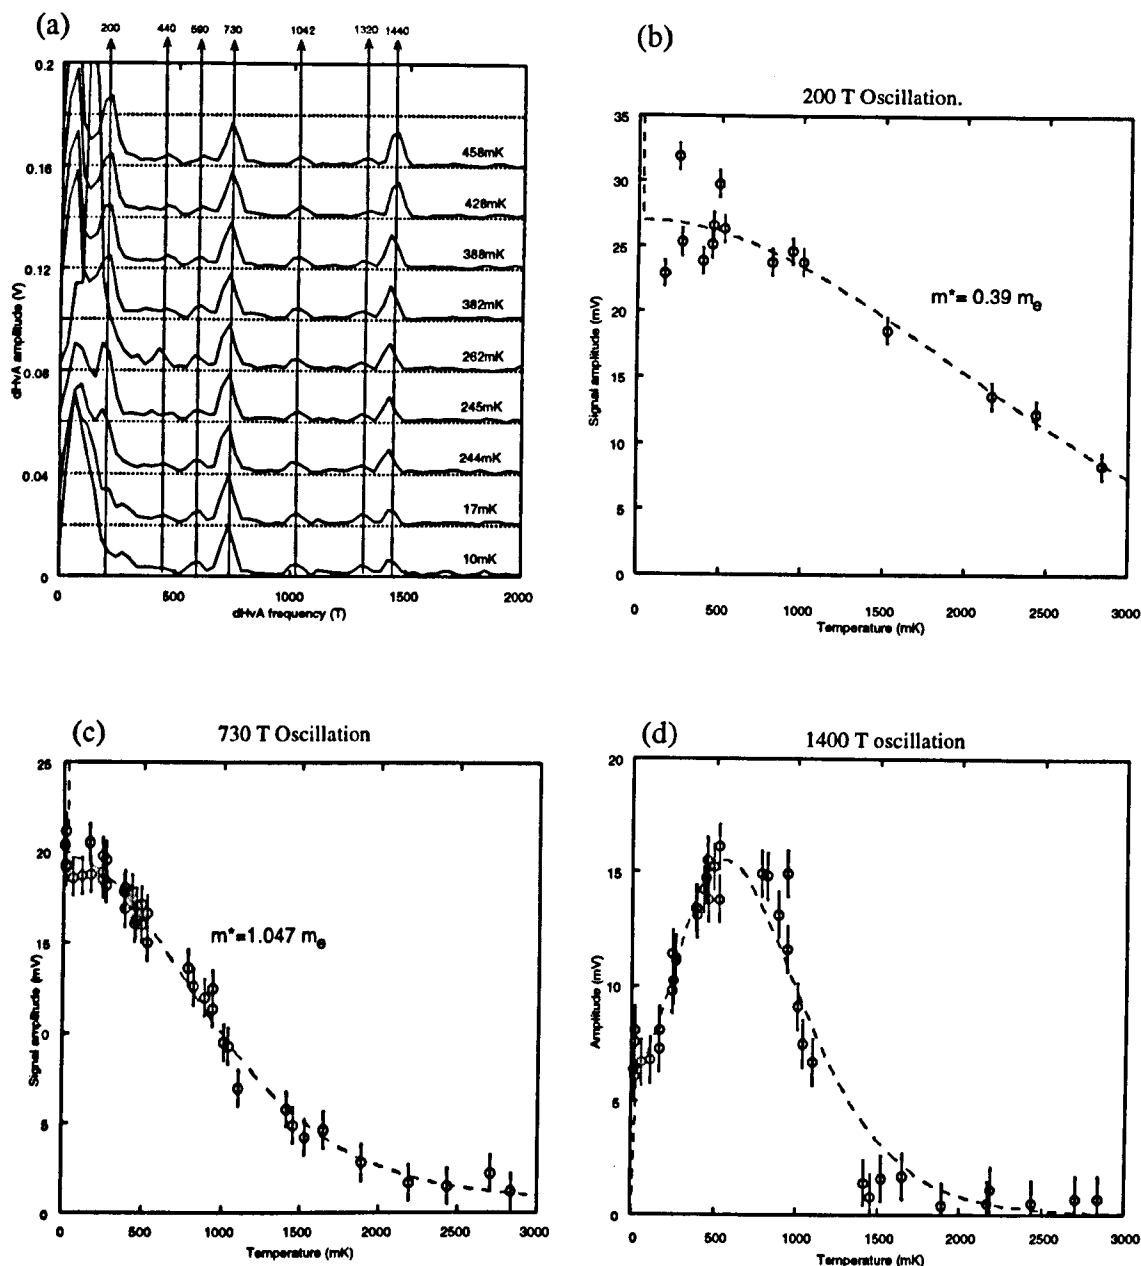 (a)
200 440 560 730 1042 1320 1440
0.2
0.16
0.12
0.08
0.04
0
dHvA amplitude (V)
458mK
428mK
388mK
382mK
262mK
245mK
244mK
17mK
10mK
0 500 1000 1500 2000
dHvA frequency (T)
(b)
200 T Oscillation.
35
30
25
20
15
10
5
0
Signal amplitude (mV)
m*= 0.39 me
0 500 1000 1500 2000 2500 3000
Temperature (mK)
(c)
730 T Oscillation
25
20
15
10
5
0
Signal amplitude (mV)
m*=1.047 me
0 500 1000 1500 2000 2500 3000
Temperature (mK)
(d)
1400 T oscillation
20
15
10
5
0
Amplitude (mV)
0 500 1000 1500 2000 2500 3000
Temperature (mK)